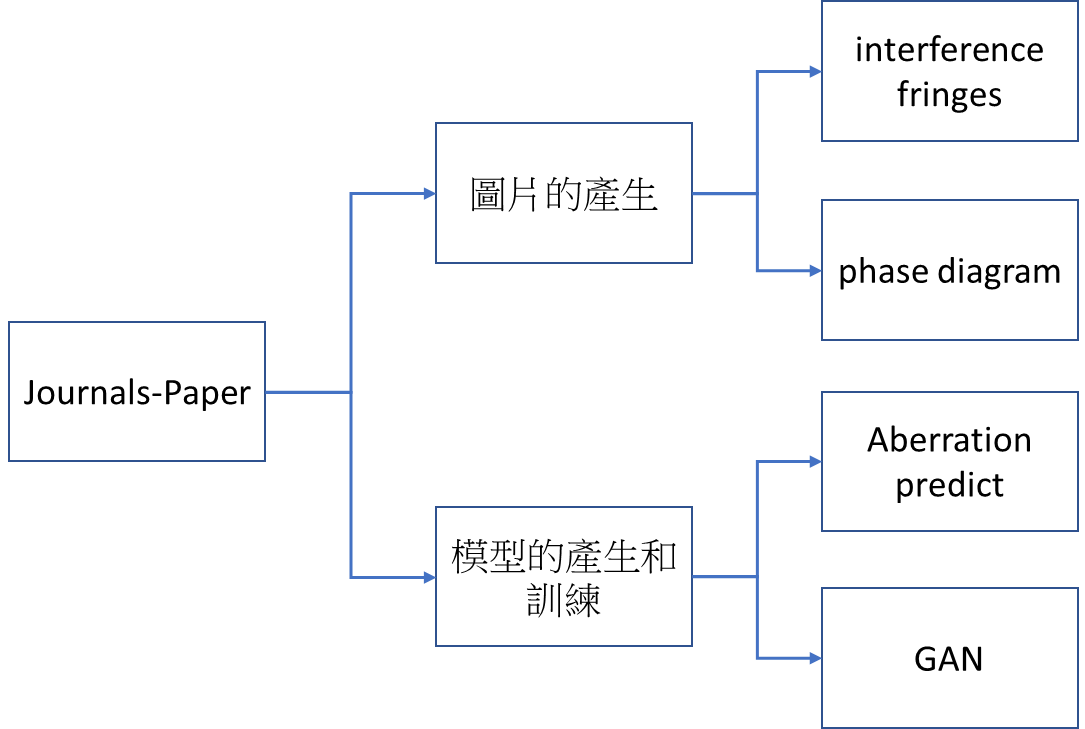 Journals-Paper
圖片的產生
interference
fringes
phase diagram
模型的產生和
訓練
Aberration
predict
GAN